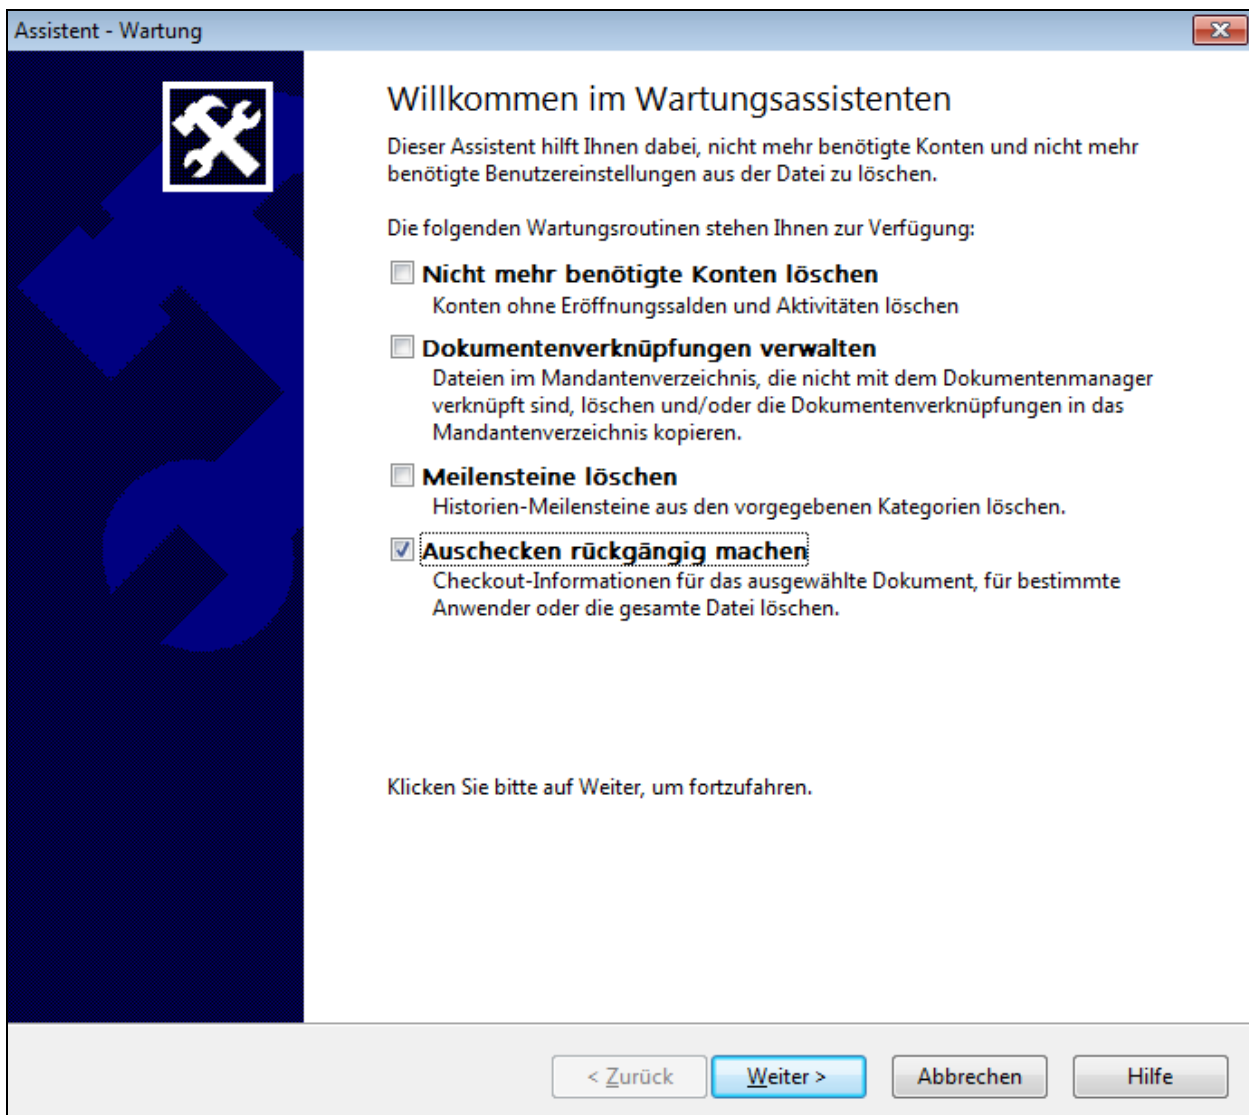 Assistent - Wartung
Willkommen im Wartungsassistenten
Dieser Assistent hilft Ihnen dabei, nicht mehr benötigte Konten und nicht mehr
benötigte Benutzereinstellungen aus der Datei zu löschen.
Die folgenden Wartungsroutinen stehen Ihnen zur Verfügung:
Nicht mehr benötigte Konten löschen
Konten ohne Eröffnungssalden und Aktivitäten löschen
Dokumentenverknüpfungen verwalten
Dateien im Mandantenverzeichnis, die nicht mit dem Dokumentenmanager
verknüpft sind, löschen und/oder die Dokumentenverknüpfungen in das
Mandantenverzeichnis kopieren.
Meilensteine löschen
Historien-Meilensteine aus den vorgegebenen Kategorien löschen.
Auschecken rückgängig machen
Checkout-Informationen für das ausgewählte Dokument, für bestimmte
Anwender oder die gesamte Datei löschen.
Klicken Sie bitte auf Weiter, um fortzufahren.
< Zurück Weiter > Abbrechen Hilfe